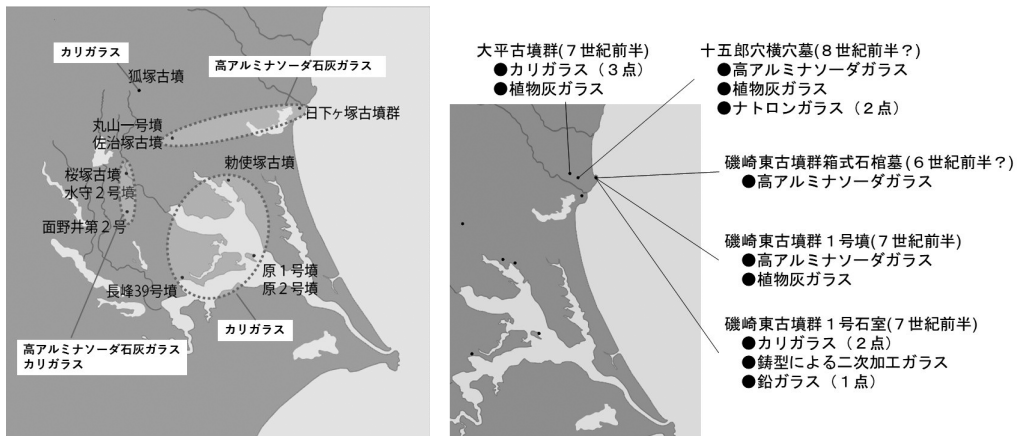 カリガラス
狐塚古墳
高アルミナソーダ石灰ガラス
日下ヶ塚古墳群
丸山一号墳
佐治塚古墳
勅使塚古墳
桜塚古墳
水守２号墳
面野井第２号
原１号墳
原２号墳
長峰39号墳
カリガラス
高アルミナソーダ石灰ガラス
カリガラス
大平古墳群(７世紀前半)
●カリガラス（３点）
●植物灰ガラス
十五郎穴横穴墓(８世紀前半？)
●高アルミナソーダガラス
●植物灰ガラス
●ナトロンガラス（２点）
磯崎東古墳群箱式石棺墓(６世紀前半？)
●高アルミナソーダガラス
磯崎東古墳群１号墳(７世紀前半)
●高アルミナソーダガラス
●植物灰ガラス
磯崎東古墳群１号石室(７世紀前半)
●カリガラス（２点）
●鋳型による二次加工ガラス
●鉛ガラス（１点）